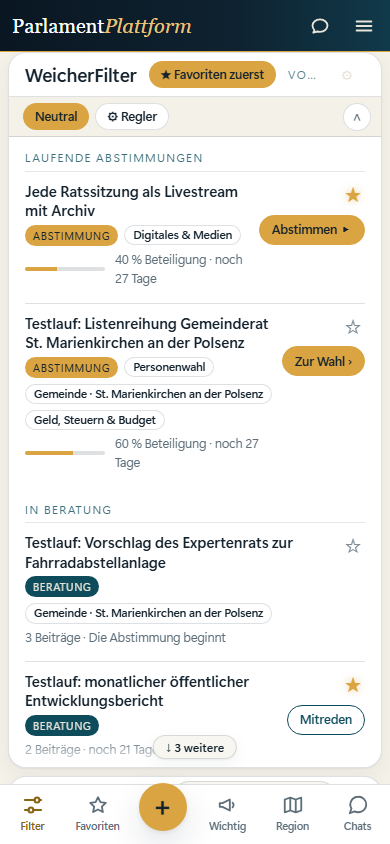 ParlamentPlattform
WeicherFilter
★ Favoriten zuerst
VO…
Neutral
Regler
LAUFENDE ABSTIMMUNGEN
Jede Ratssitzung als Livestream
mit Archiv
ABSTIMMUNG
Digitales & Medien
Abstimmen ▸
40 % Beteiligung · noch
27 Tage
Testlauf: Listenreihung Gemeinderat
St. Marienkirchen an der Polsenz
ABSTIMMUNG
Personenwahl
Zur Wahl ›
Gemeinde · St. Marienkirchen an der Polsenz
Geld, Steuern & Budget
60 % Beteiligung · noch 27
Tage
IN BERATUNG
Testlauf: Vorschlag des Expertenrats zur
Fahrradabstellanlage
BERATUNG
Gemeinde · St. Marienkirchen an der Polsenz
3 Beiträge · Die Abstimmung beginnt
Testlauf: monatlicher öffentlicher
Entwicklungsbericht
BERATUNG
Mitreden
2 Beiträge · noch 21 Tage
↓ 3 weitere
Filter
Favoriten
+
Wichtig
Region
Chats